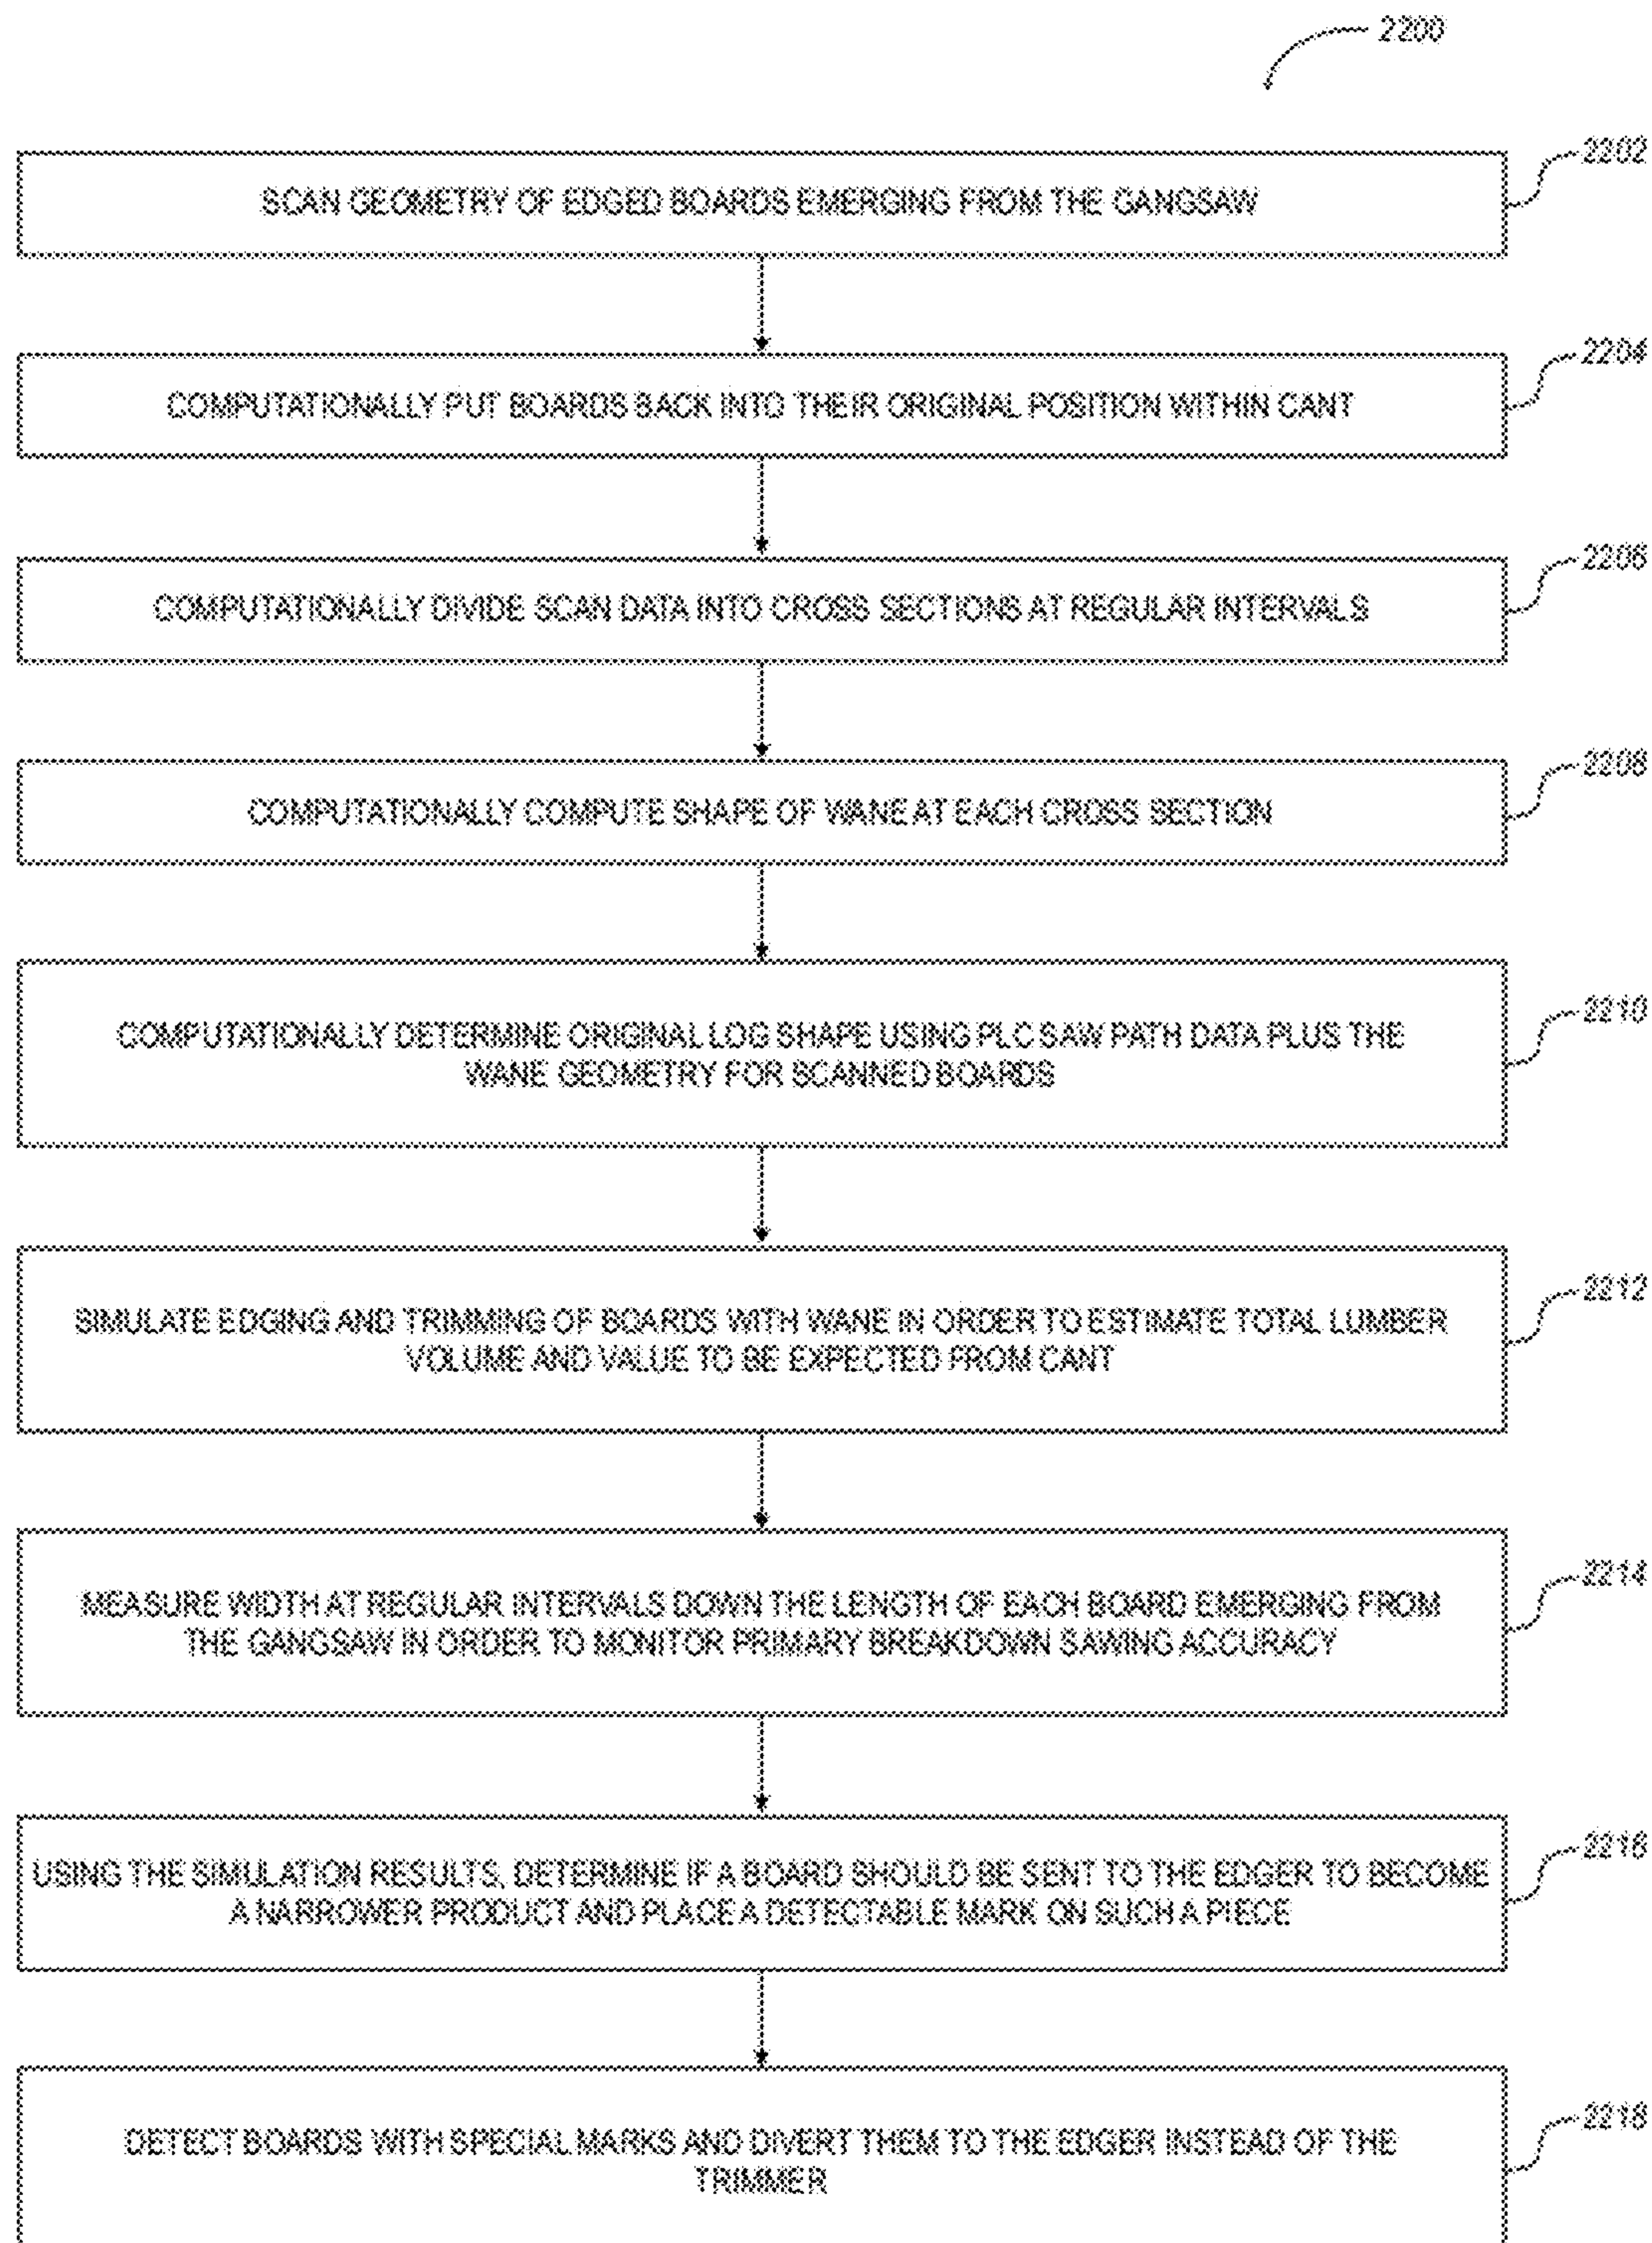 2200
2202
SCAN GEOMETRY OF EDGED BOARDS EMERGING FROM THE GANGSAW
2204
COMPUTATIONALLY PUT BOARDS BACK INTO THEIR ORIGINAL POSITION WITHIN CANT
2206
COMPUTATIONALLY DIVIDE SCAN DATA INTO CROSS SECTIONS AT REGULAR INTERVALS
2208
COMPUTATIONALLY COMPUTE SHAPE OF WANE AT EACH CROSS SECTION
2210
COMPUTATIONALLY DETERMINE ORIGINAL LOG SHAPE USING PLC SAW PATH DATA PLUS THE
WANE GEOMETRY FOR SCANNED BOARDS
2212
SIMULATE EDGING AND TRIMMING OF BOARDS WITH WANE IN ORDER TO ESTIMATE TOTAL LUMBER
VOLUME AND VALUE TO BE EXPECTED FROM CANT
2214
MEASURE WIDTH AT REGULAR INTERVALS DOWN THE LENGTH OF EACH BOARD EMERGING FROM
THE GANGSAW IN ORDER TO MONITOR PRIMARY BREAKDOWN SAWING ACCURACY
2216
USING THE SIMULATION RESULTS, DETERMINE IF A BOARD SHOULD BE SENT TO THE EDGER TO BECOME
A NARROWER PRODUCT AND PLACE A DETECTABLE MARK ON SUCH A PIECE
2218
DETECT BOARDS WITH SPECIAL MARKS AND DIVERT THEM TO THE EDGER INSTEAD OF THE
TRIMMER